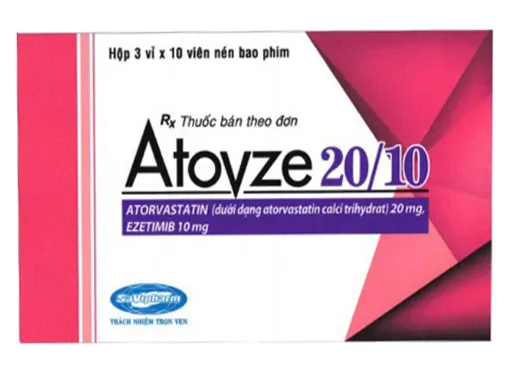 Hộp 3 vỉ x 10 viên nén bao phim
Rx Thuốc bán theo đơn
Atovze 20/10
ATORVASTATIN (dưới dạng atorvastatin calci trihydrat) 20 mg,
EZETIMIB 10 mg
SaVipharm
TRÁCH NHIỆM TRỌN VẸN